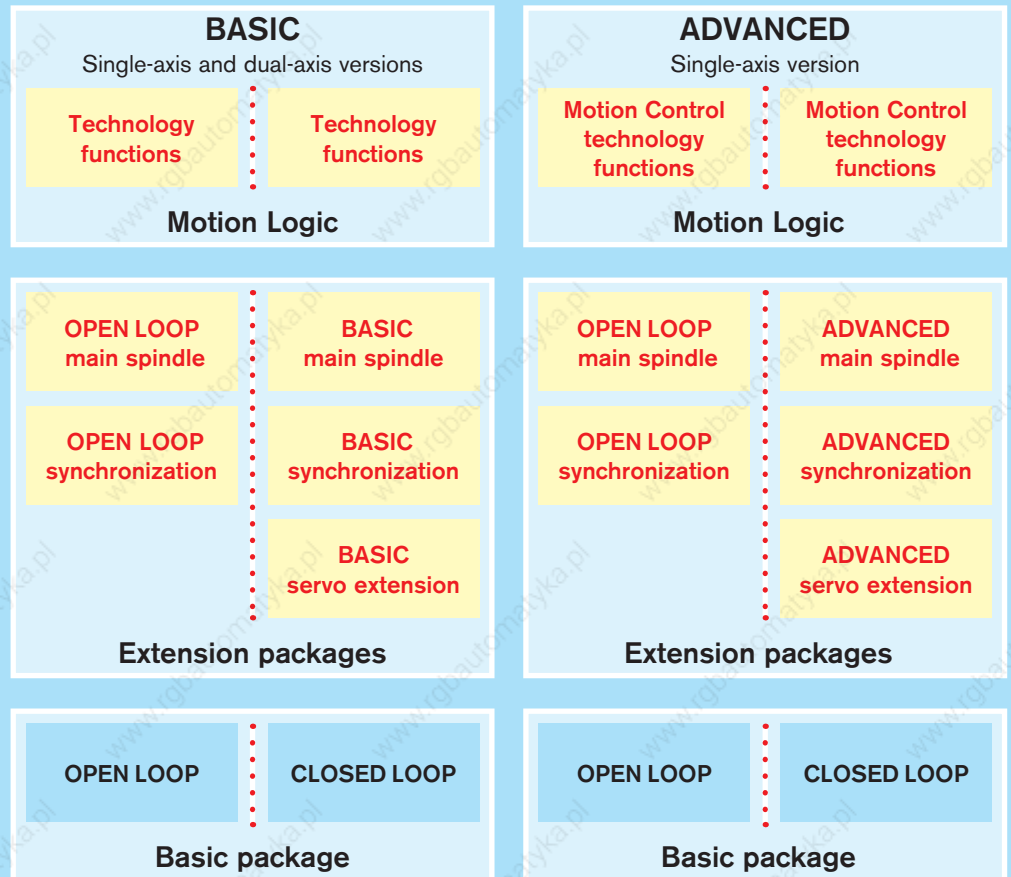 BASIC
Single-axis and dual-axis versions
Technology
functions
Technology
functions
Motion Logic
OPEN LOOP
main spindle
BASIC
main spindle
OPEN LOOP
synchronization
BASIC
synchronization
BASIC
servo extension
Extension packages
OPEN LOOP
CLOSED LOOP
Basic package
ADVANCED
Single-axis version
Motion Control
technology
functions
Motion Control
technology
functions
Motion Logic
OPEN LOOP
main spindle
ADVANCED
main spindle
OPEN LOOP
synchronization
ADVANCED
synchronization
ADVANCED
servo extension
Extension packages
OPEN LOOP
CLOSED LOOP
Basic package
www.rgbautomatyka.pl